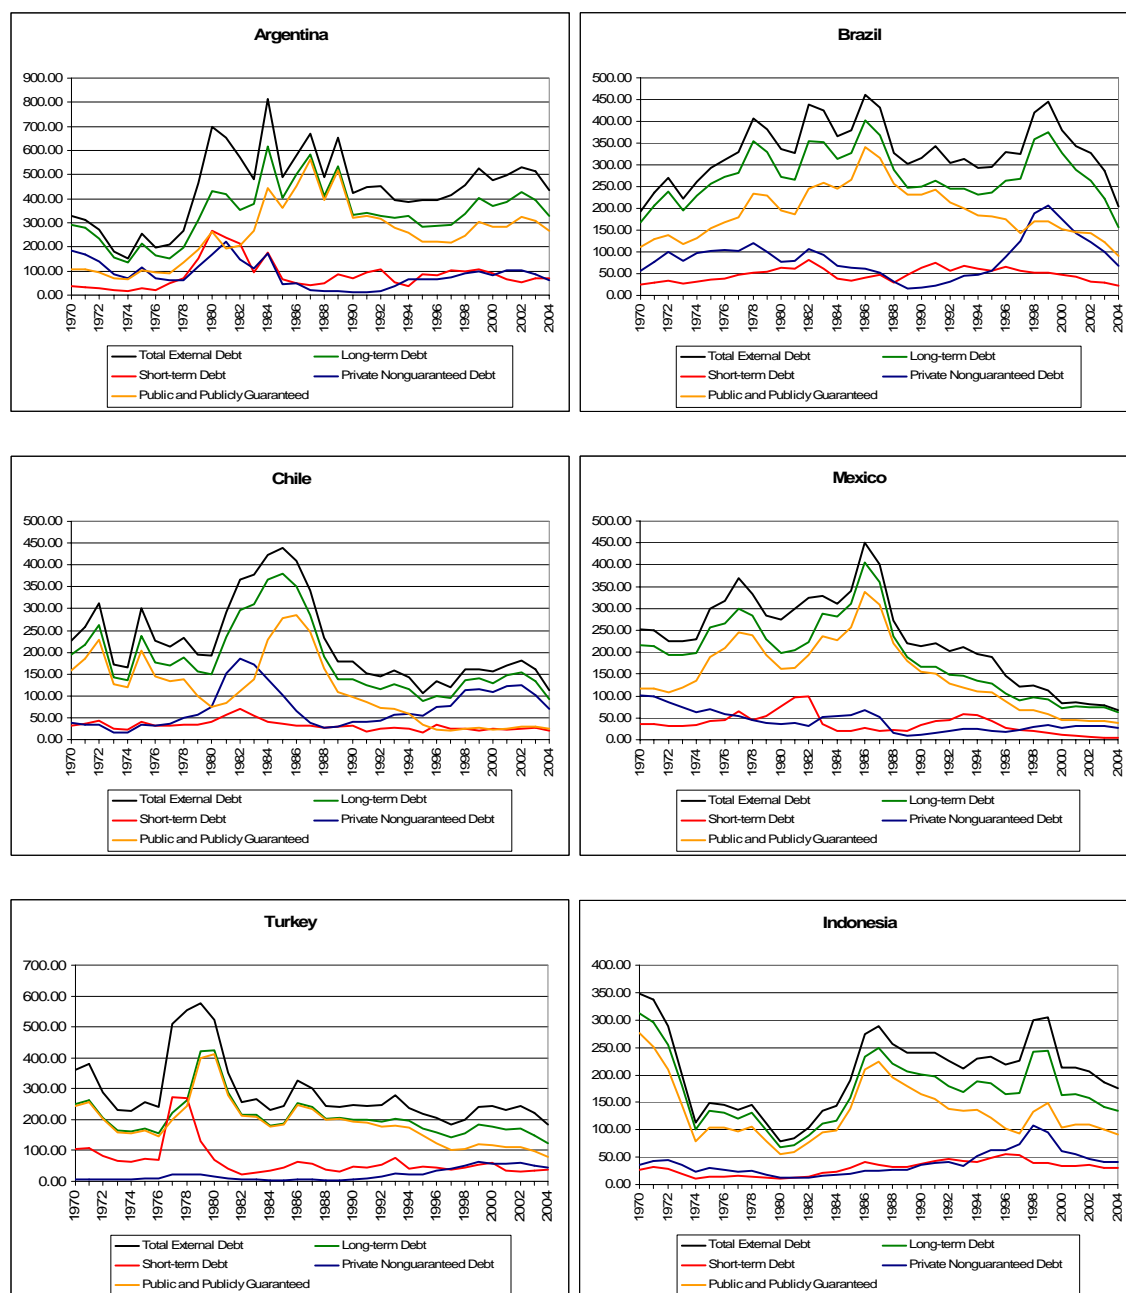 Argentina
900.00
800.00
700.00
600.00
500.00
400.00
300.00
200.00
100.00
0.00
1970 1972 1974 1976 1978 1980 1982 1984 1986 1988 1990 1992 1994 1996 1998 2000 2002 2004
Total External Debt Long-term Debt
Short-term Debt Private Nonguaranteed Debt
Public and Publicly Guaranteed
Brazil
500.00
450.00
400.00
350.00
300.00
250.00
200.00
150.00
100.00
50.00
0.00
1970 1972 1974 1976 1978 1980 1982 1984 1986 1988 1990 1992 1994 1996 1998 2000 2002 2004
Total External Debt Long-term Debt
Short-term Debt Private Nonguaranteed Debt
Public and Publicly Guaranteed
Chile
500.00
450.00
400.00
350.00
300.00
250.00
200.00
150.00
100.00
50.00
0.00
1970 1972 1974 1976 1978 1980 1982 1984 1986 1988 1990 1992 1994 1996 1998 2000 2002 2004
Total External Debt Long-term Debt
Short-term Debt Private Nonguaranteed Debt
Public and Publicly Guaranteed
Mexico
500.00
450.00
400.00
350.00
300.00
250.00
200.00
150.00
100.00
50.00
0.00
1970 1972 1974 1976 1978 1980 1982 1984 1986 1988 1990 1992 1994 1996 1998 2000 2002 2004
Total External Debt Long-term Debt
Short-term Debt Private Nonguaranteed Debt
Public and Publicly Guaranteed
Turkey
700.00
600.00
500.00
400.00
300.00
200.00
100.00
0.00
1970 1972 1974 1976 1978 1980 1982 1984 1986 1988 1990 1992 1994 1996 1998 2000 2002 2004
Total External Debt Long-term Debt
Short-term Debt Private Nonguaranteed Debt
Public and Publicly Guaranteed
Indonesia
400.00
350.00
300.00
250.00
200.00
150.00
100.00
50.00
0.00
1970 1972 1974 1976 1978 1980 1982 1984 1986 1988 1990 1992 1994 1996 1998 2000 2002 2004
Total External Debt Long-term Debt
Short-term Debt Private Nonguaranteed Debt
Public and Publicly Guaranteed